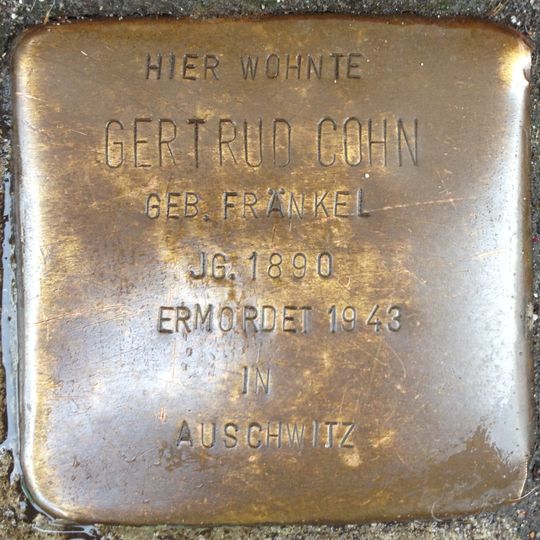 HIER WOHNTE
GERTRUD COHN
GEB. FRÄNKEL
JG. 1890
ERMORDET 1943
IN
AUSCHWITZ